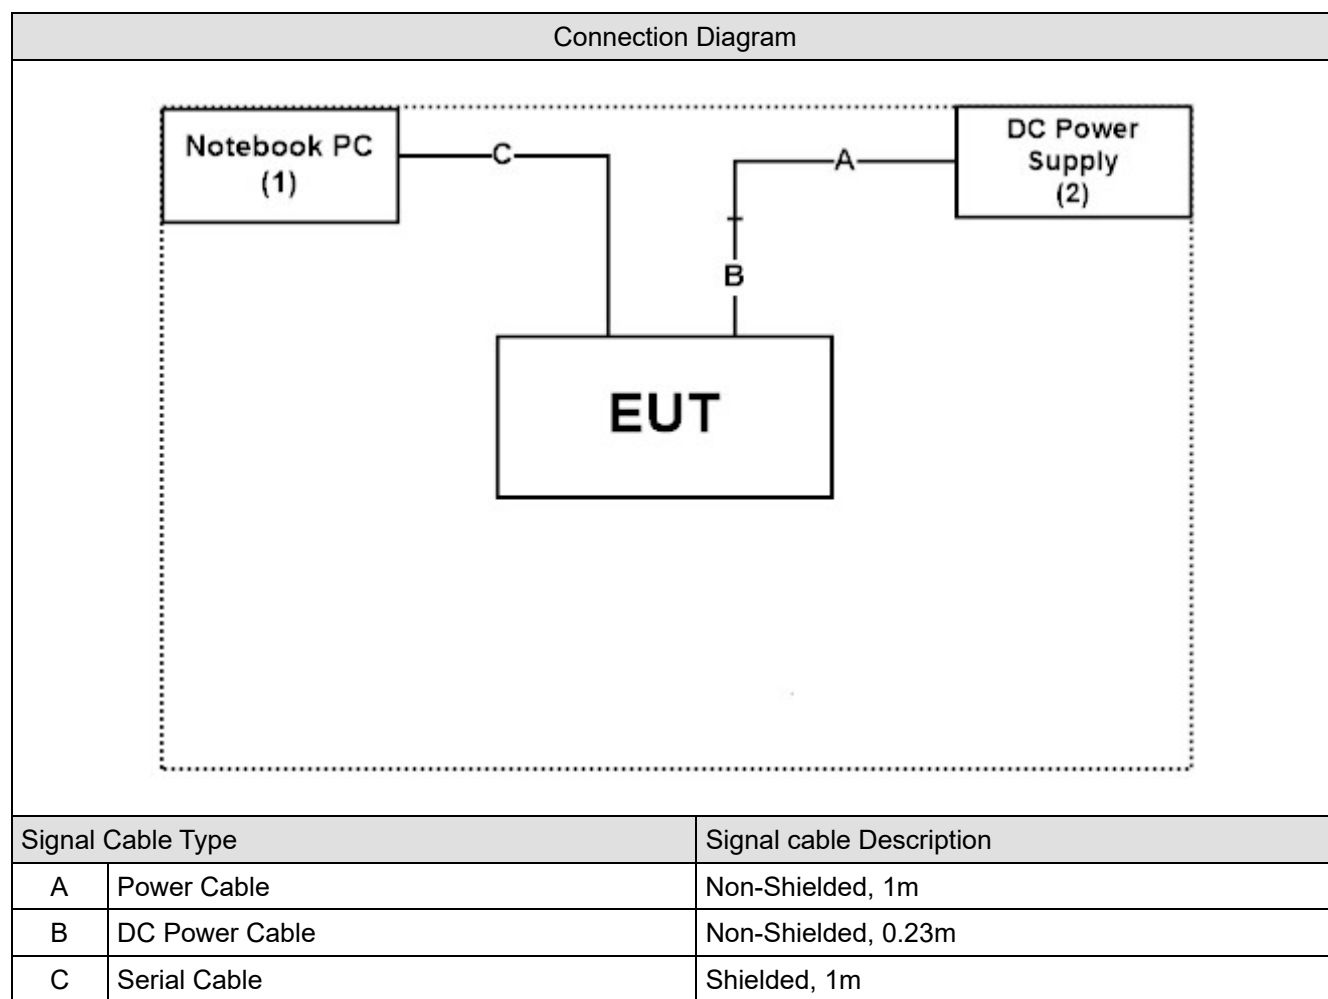 Connection Diagram
Notebook PC
(1)
C
A
DC Power
Supply
(2)
B
EUT
Signal Cable Type Signal cable Description
A Power Cable Non-Shielded, 1m
B DC Power Cable Non-Shielded, 0.23m
C Serial Cable Shielded, 1m